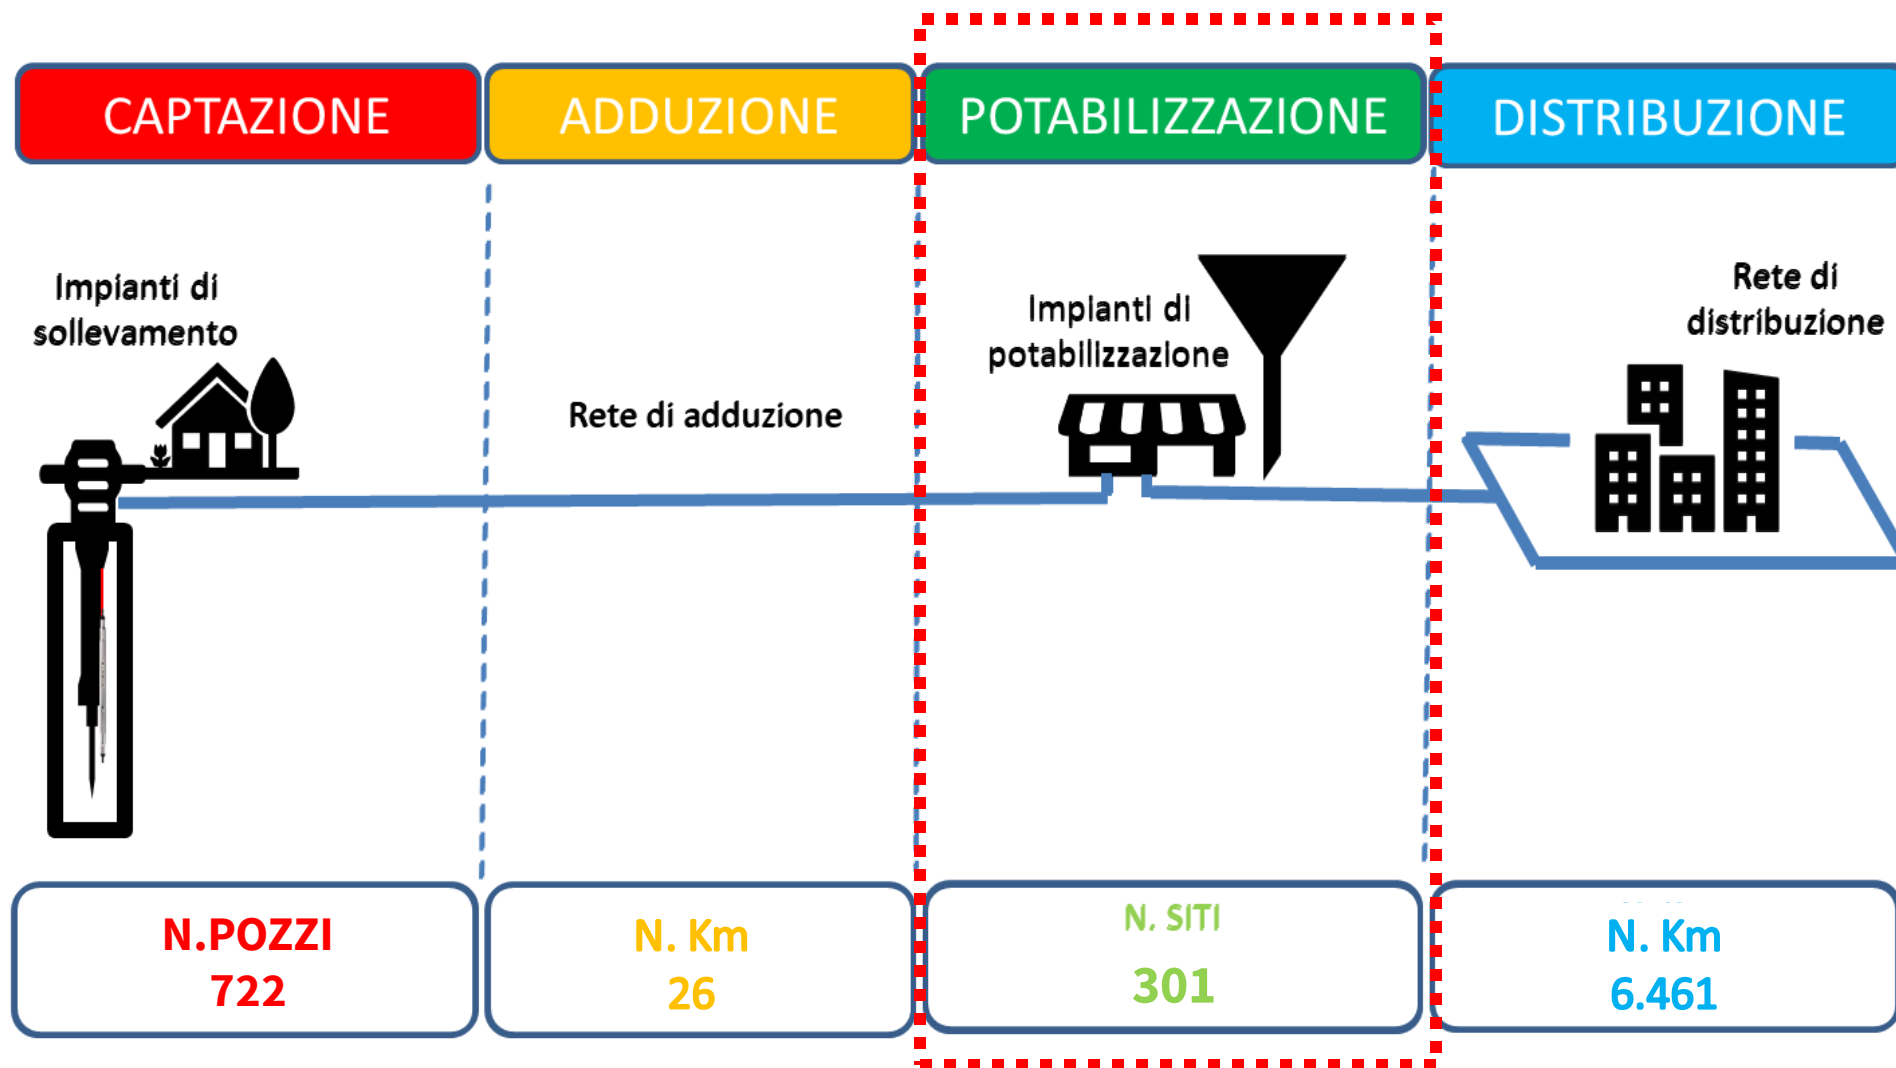 CAPTAZIONE
ADDUZIONE
POTABILIZZAZIONE
DISTRIBUZIONE
Impianti di
sollevamento
Rete di adduzione
Impianti di
potabilizzazione
Rete di
distribuzione
N.POZZI
722
N. Km
26
N. SITI
301
N. Km
6.461